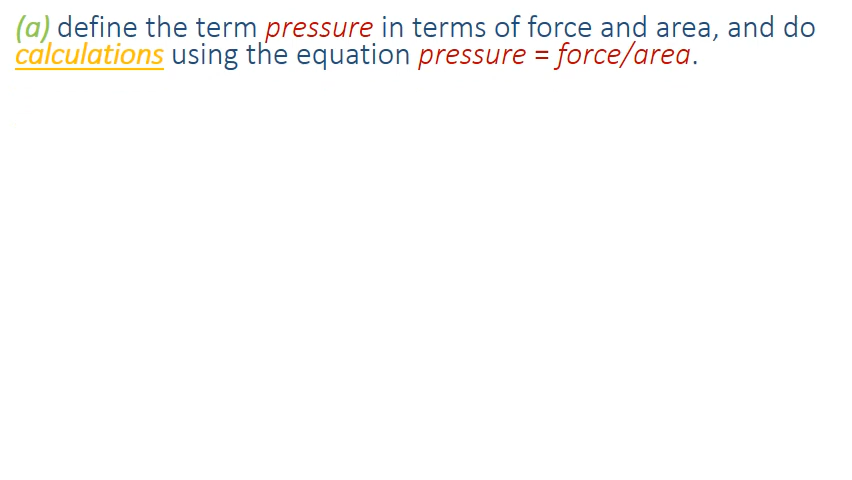 (a) define the term pressure in terms of force and area, and do
calculations using the equation pressure = force/area.